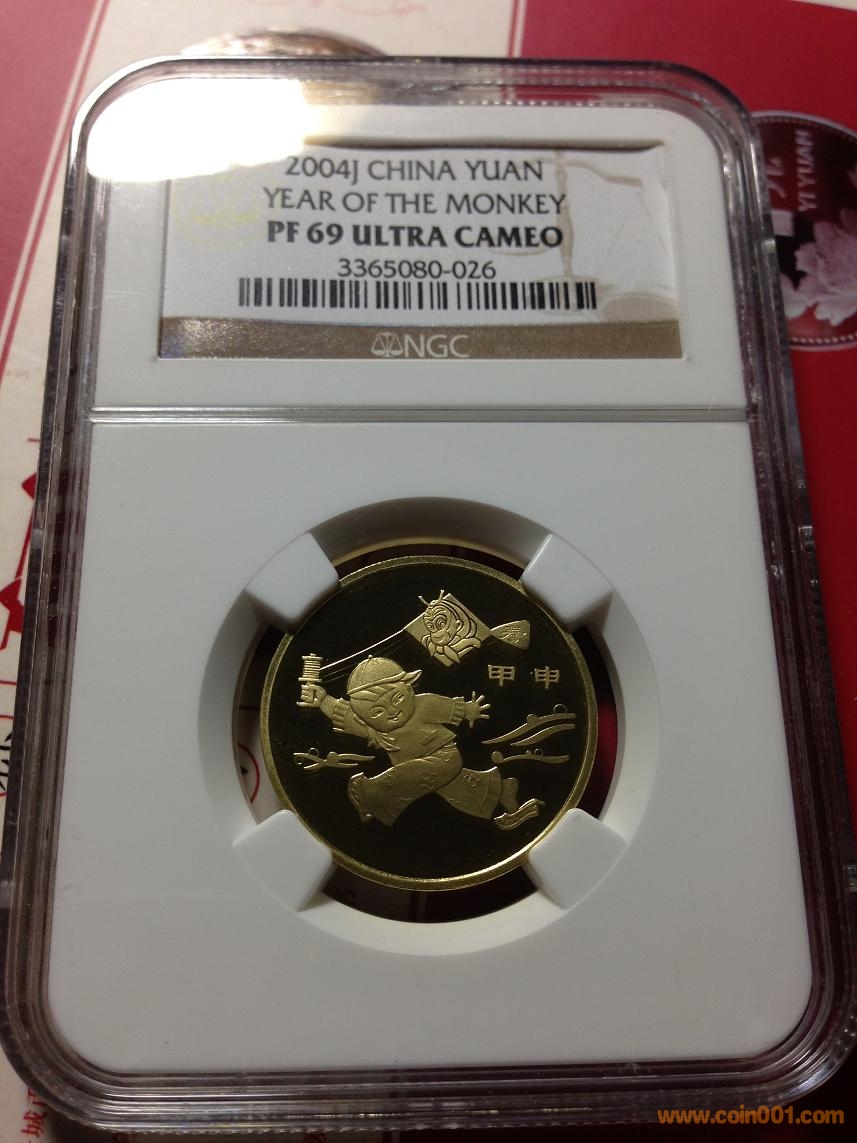 2004J CHINA YUAN
YEAR OF THE MONKEY
PF 69 ULTRA CAMEO
3365080-026
NGC
YI YUAN
甲申
城
www.coin001.com